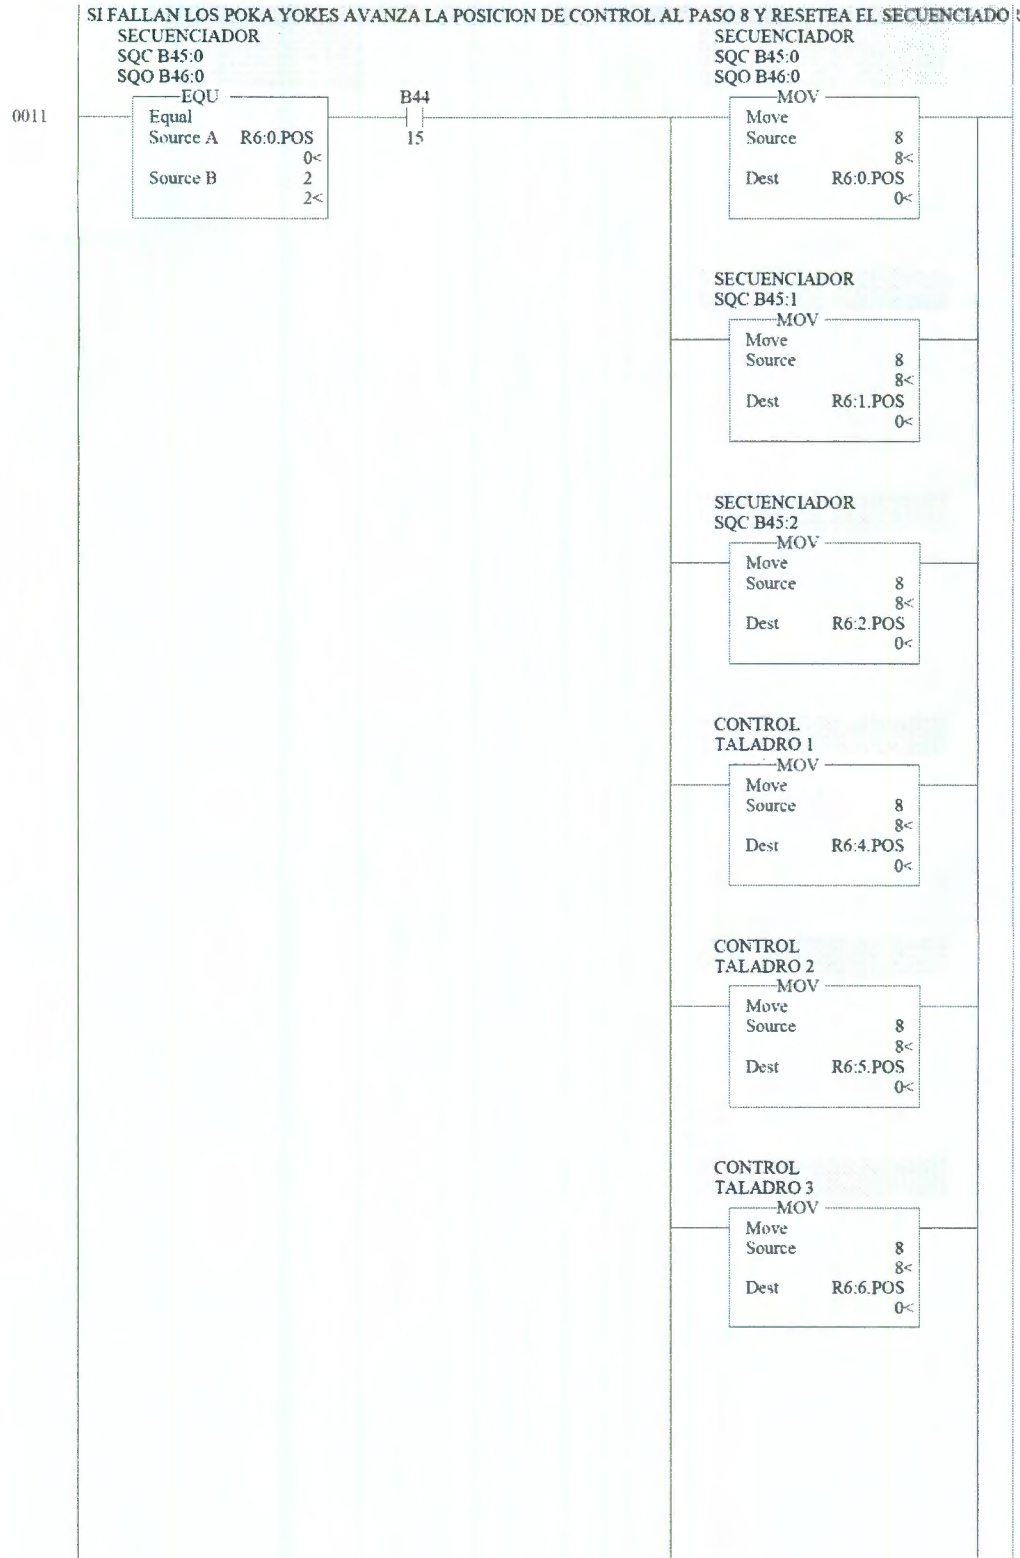 SI FALLAN LOS POKA YOKES AVANZA LA POSICION DE CONTROL AL PASO 8 Y RESETEA EL SECUENCIADO
SECUENCIADOR
SQC B45:0
SQO B46:0
0011
EQU
Equal
Source A R6:0.POS
0<
Source B 2
2<
B44
15
SECUENCIADOR
SQC B45:0
SQO B46:0
MOV
Move
Source 8
8<
Dest R6:0.POS
0<
SECUENCIADOR
SQC B45:1
MOV
Move
Source 8
8<
Dest R6:1.POS
0<
SECUENCIADOR
SQC B45:2
MOV
Move
Source 8
8<
Dest R6:2.POS
0<
CONTROL
TALADRO 1
MOV
Move
Source 8
8<
Dest R6:4.POS
0<
CONTROL
TALADRO 2
MOV
Move
Source 8
8<
Dest R6:5.POS
0<
CONTROL
TALADRO 3
MOV
Move
Source 8
8<
Dest R6:6.POS
0<